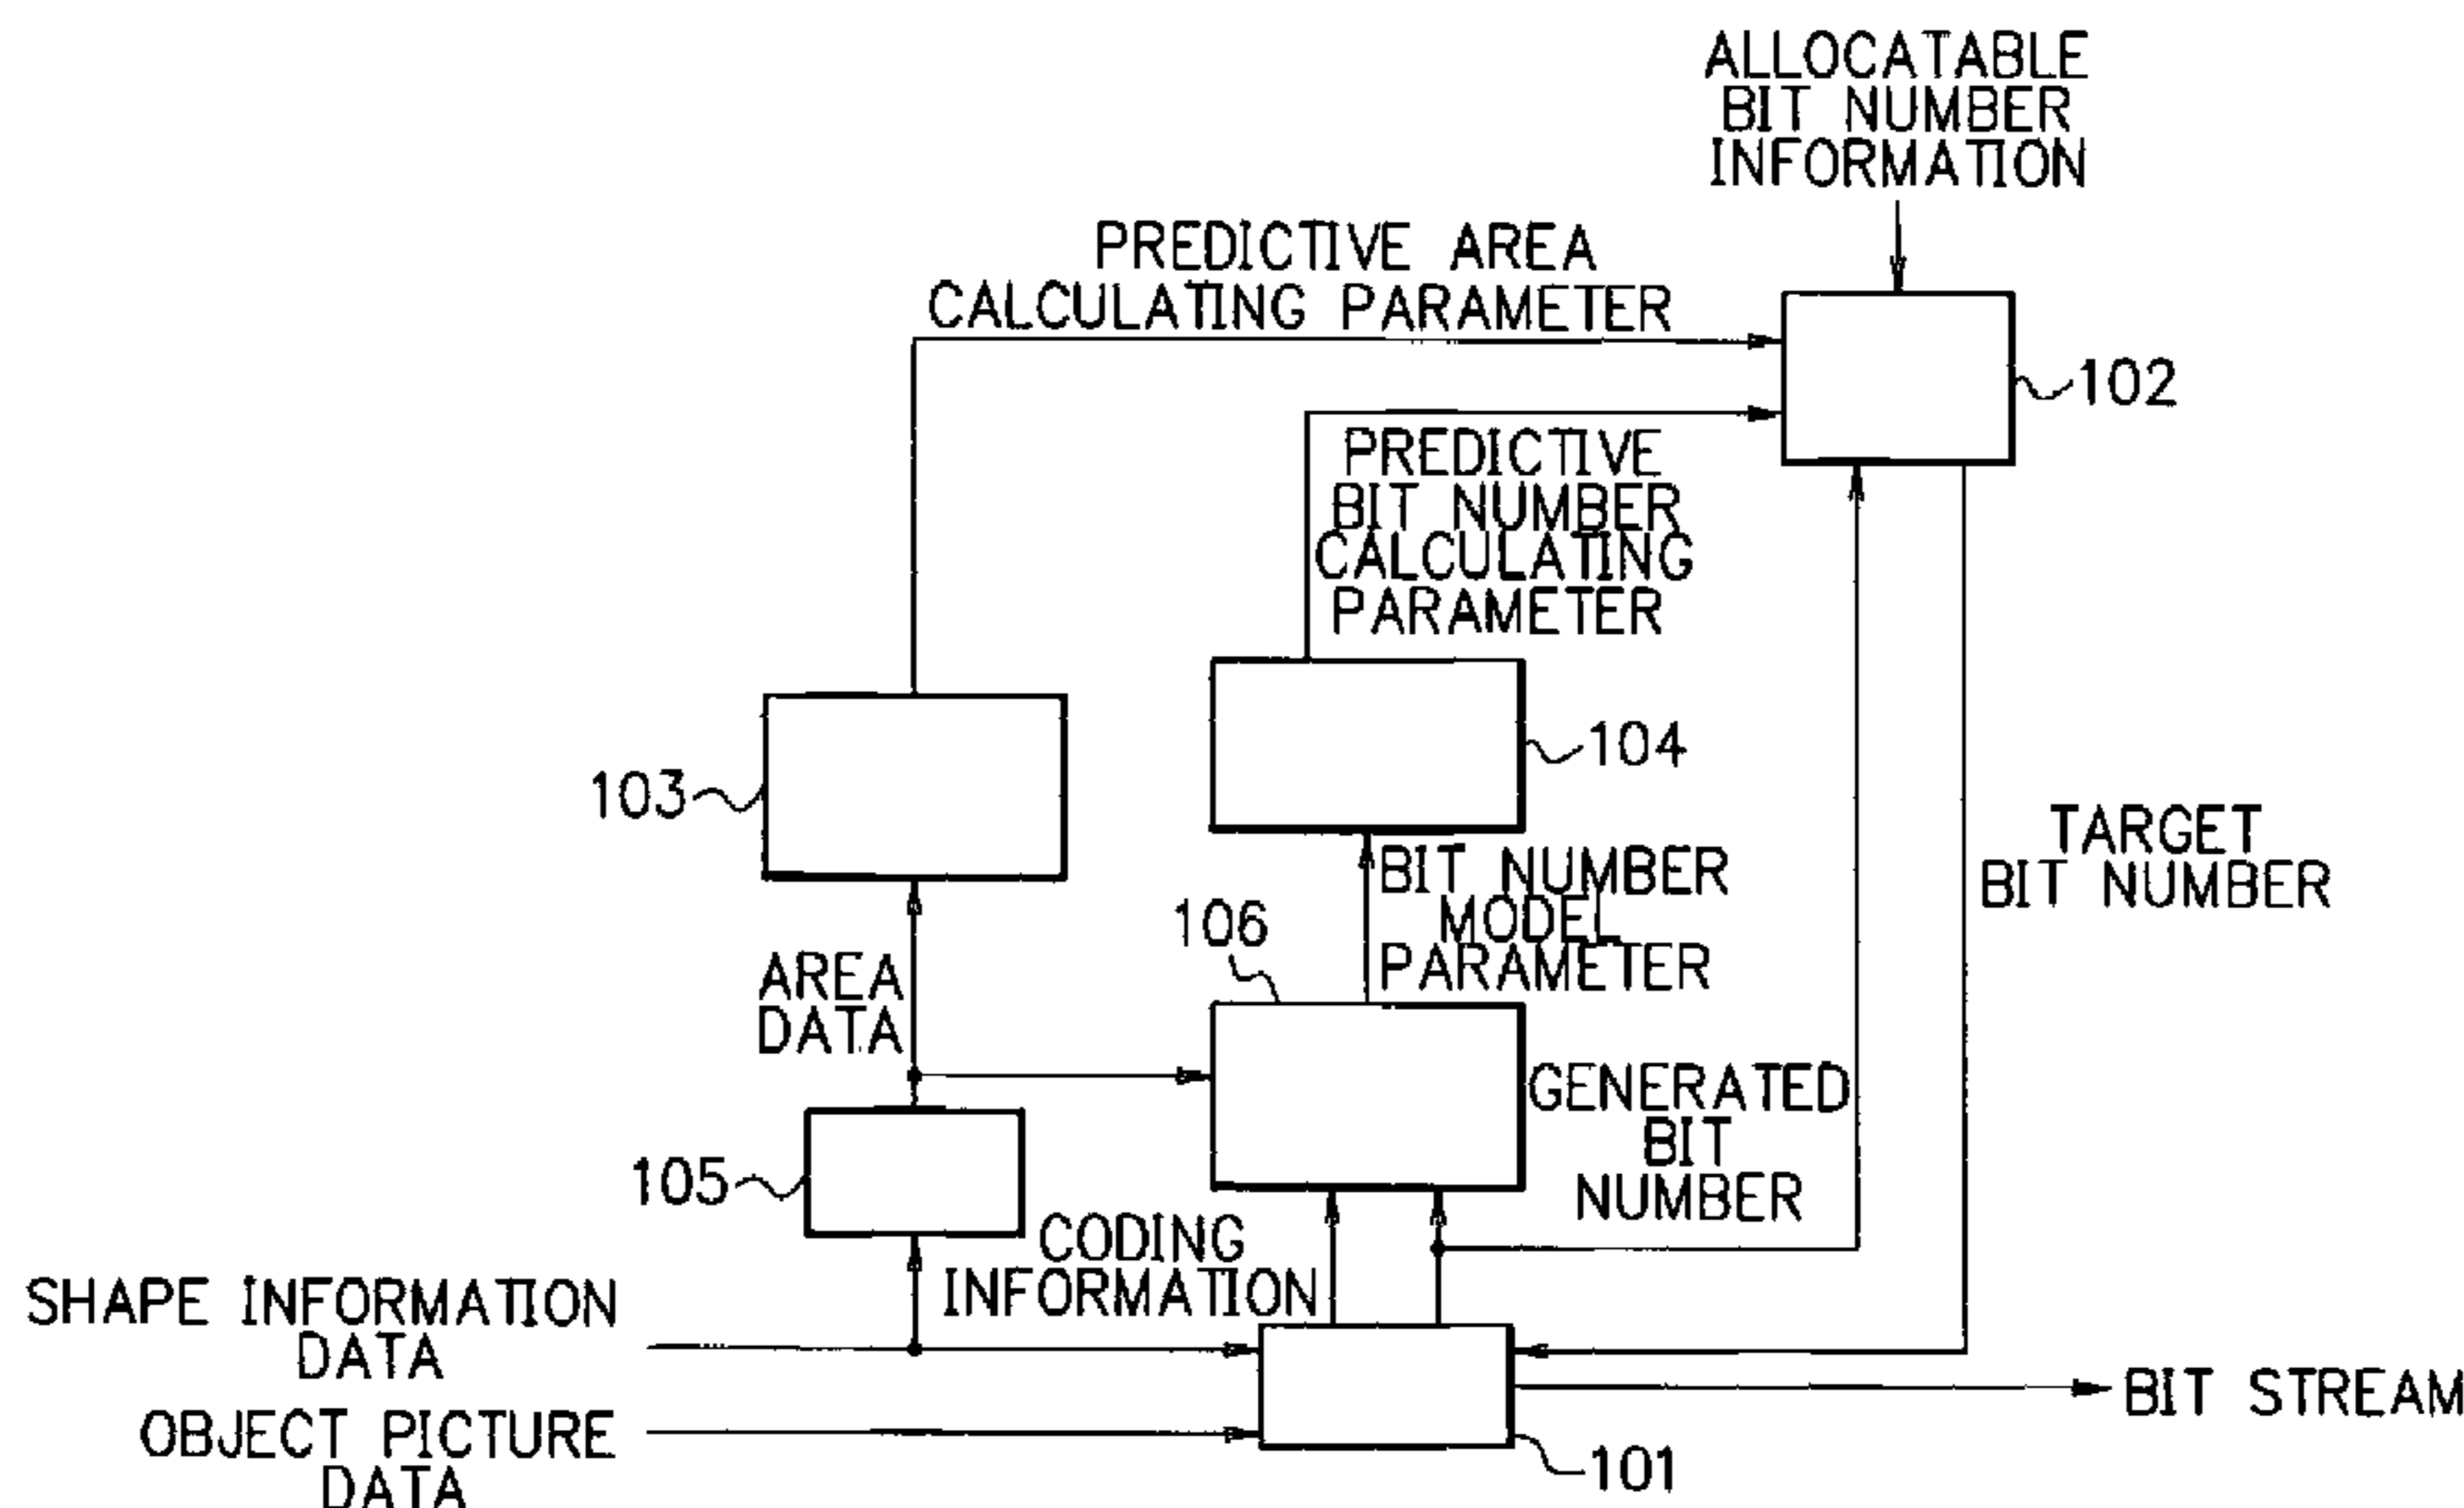 ALLOCATABLE
BIT NUMBER
INFORMATION
PREDICTIVE AREA
CALCULATING PARAMETER
102
PREDICTIVE
BIT NUMBER
CALCULATING
PARAMETER
104
103
TARGET
BIT NUMBER
BIT NUMBER
MODEL
PARAMETER
106
AREA
DATA
GENERATED
BIT
NUMBER
105
CODING
INFORMATION
SHAPE INFORMATION
DATA
BIT STREAM
OBJECT PICTURE
DATA
101